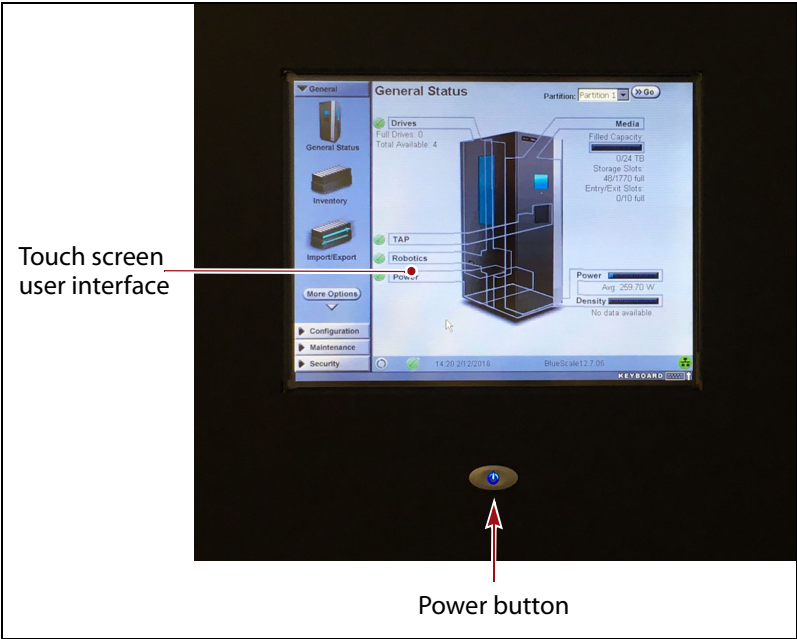 General
General Status
Partition:
Partition 1
Go
General Status
Inventory
Import/Export
More Options
Configuration
Maintenance
Security
Drives
Full Drives: 0
Total Available: 4
TAP
Robotics
Power
Media
Filled Capacity:
0/24 TB
Storage Slots:
48/1770 full
Entry/Exit Slots:
0/10 full
Power
Avg: 259.70 W
Density
No data available.
14:20 2/12/2016
BlueScale12.7.06
KEYBOARD
Touch screen
user interface
Power button